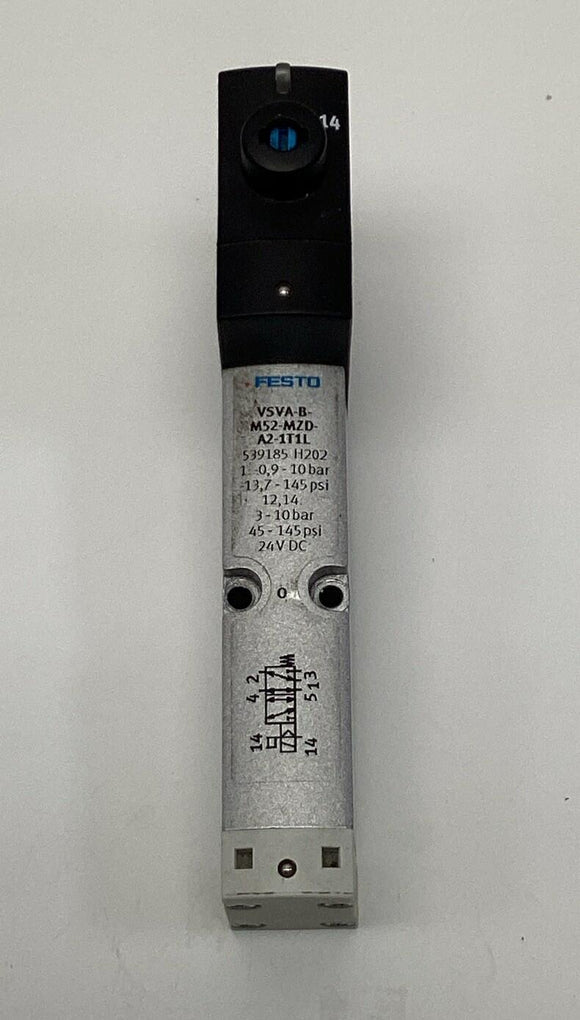 14
FESTO
VSVA-B-
M52-MZD-
A2-1T1L
539185 H202
1: -0,9 - 10 bar
-13,7 - 145 psi
12,14:
3 - 10 bar
45 - 145 psi
24V DC
0
4 2
5 1 3
14
14